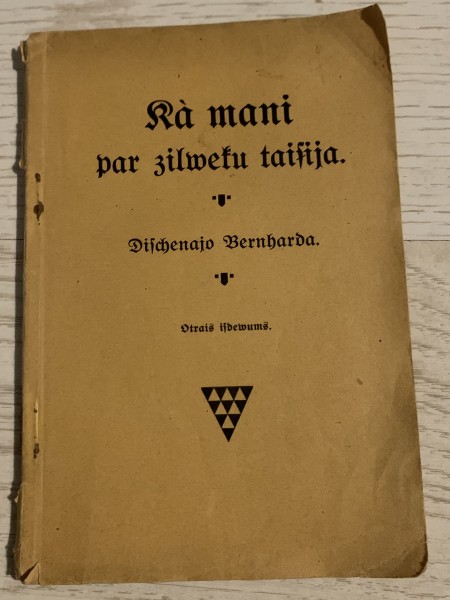 Kà mani
par zilweku taiſija.
Diſchenajo Bernharda.
Otrais iſdewums.